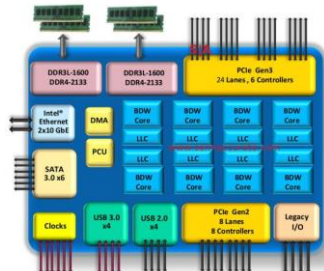 DDR3L-1600
DDR4-2133
DDR3L-1600
DDR4-2133
PCIe Gen3
24 Lanes , 6 Controllers
Intel®
Ethernet
2x10 GbE
DMA
PCU
SATA
3.0 x6
BDW
Core
BDW
Core
BDW
Core
BDW
Core
LLC
LLC
LLC
LLC
LLC
LLC
LLC
LLC
BDW
Core
BDW
Core
BDW
Core
BDW
Core
Clocks
USB 3.0
x4
USB 2.0
x4
PCIe Gen2
8 Lanes
8 Controllers
Legacy
I/O